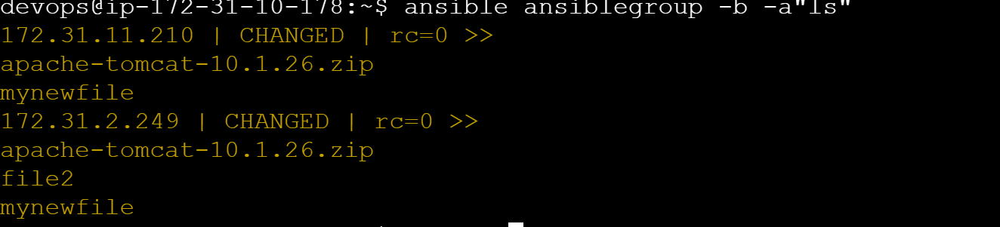 devops@ip-172-31-10-178:~$ ansible ansiblegroup -b -a"ls"
172.31.11.210 | CHANGED | rc=0 >>
apache-tomcat-10.1.26.zip
mynewfile
172.31.2.249 | CHANGED | rc=0 >>
apache-tomcat-10.1.26.zip
file2
mynewfile